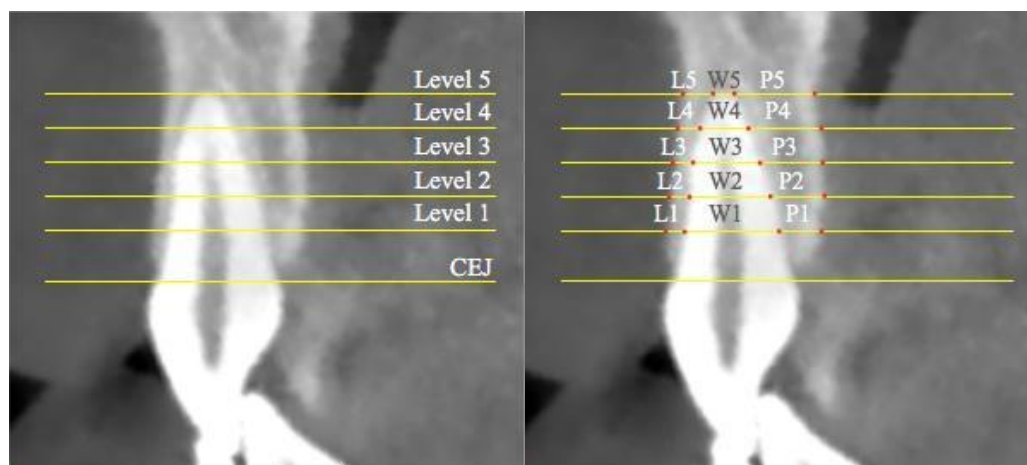 Level 5
Level 4
Level 3
Level 2
Level 1
CEJ
L5 W5 P5
L4 W4 P4
L3 W3 P3
L2 W2 P2
L1 W1 P1